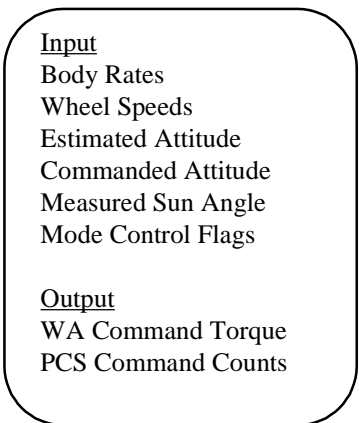 Input
Body Rates
Wheel Speeds
Estimated Attitude
Commanded Attitude
Measured Sun Angle
Mode Control Flags
Output
WA Command Torque
PCS Command Counts